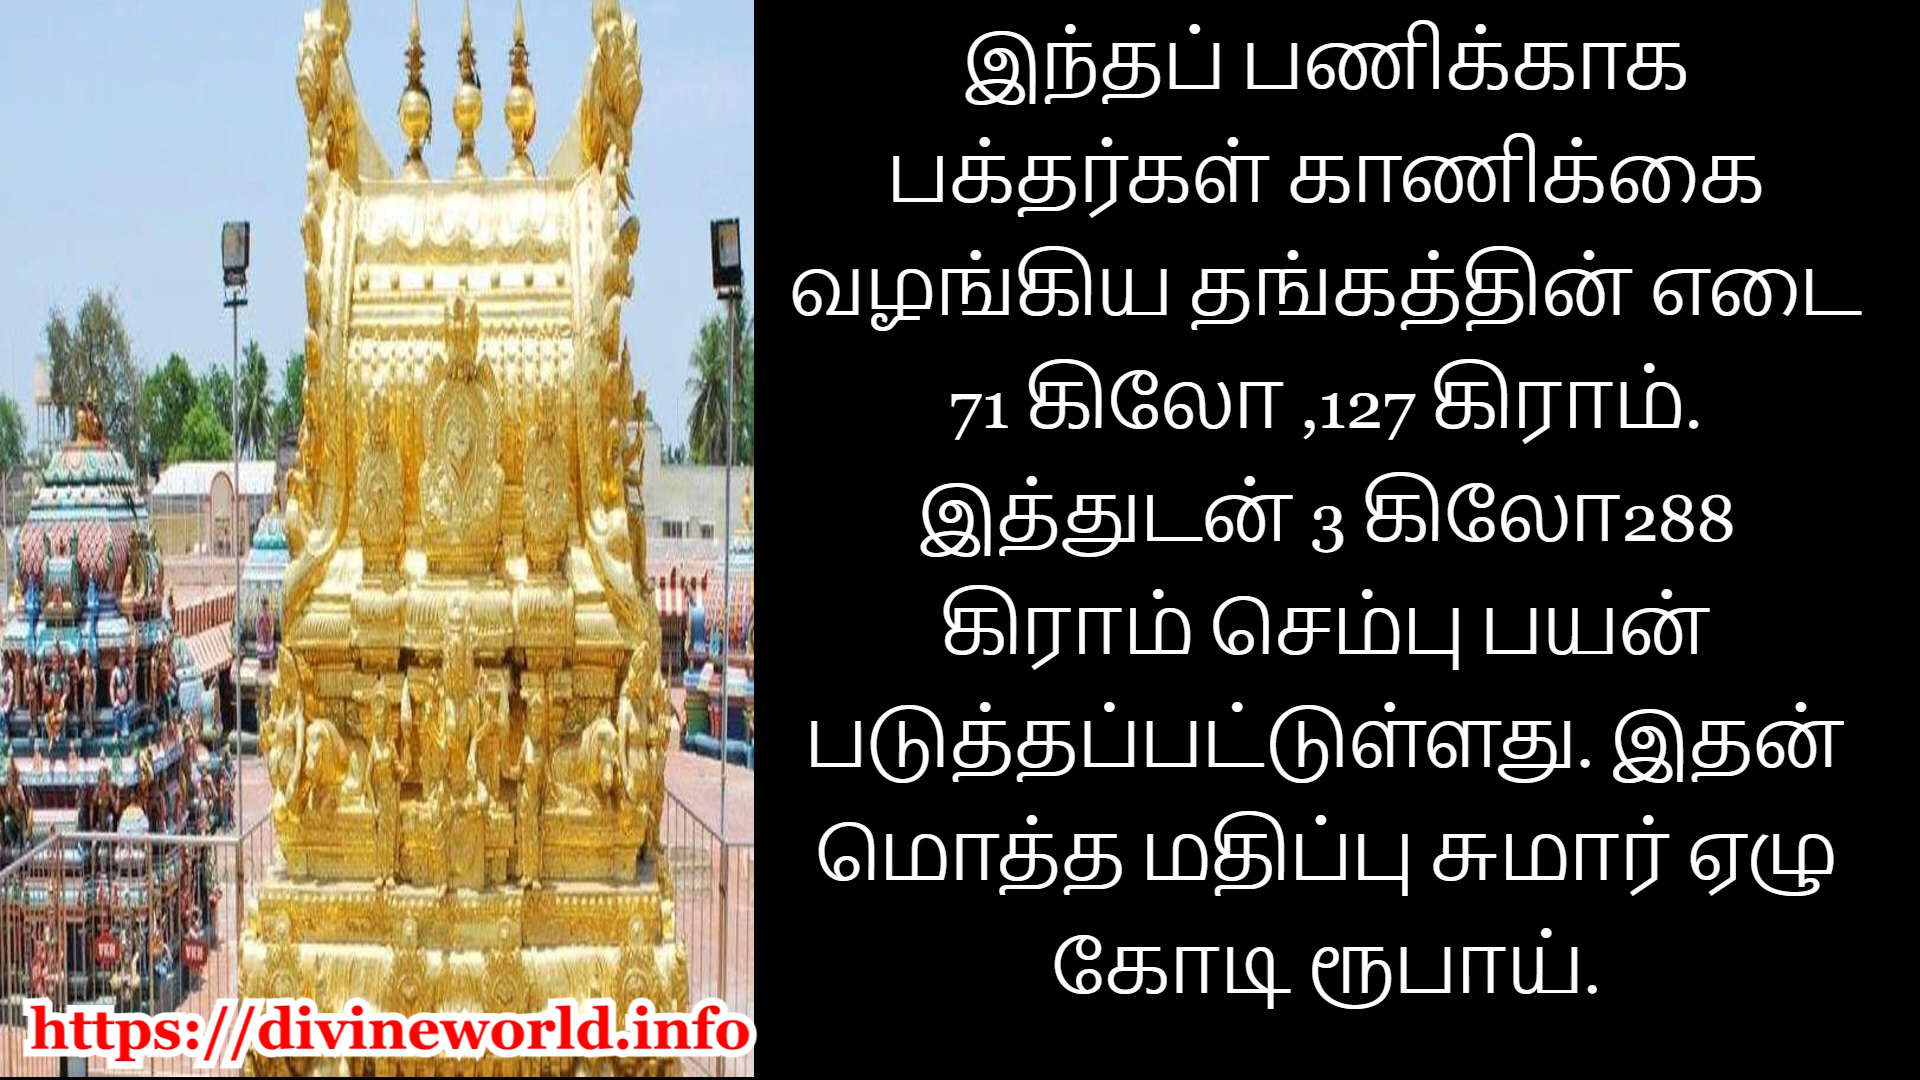 இந்தப் பணிக்காக
பக்தர்கள் காணிக்கை
வழங்கிய தங்கத்தின் எடை
71 கிலோ ,127 கிராம்.
இத்துடன் 3 கிலோ288
கிராம் செம்பு பயன்
படுத்தப்பட்டுள்ளது. இதன்
மொத்த மதிப்பு சுமார் ஏழு
கோடி ரூபாய்.
https://divineworld.info